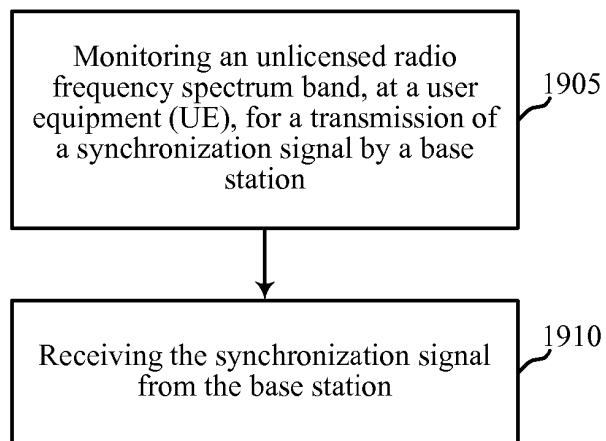 Monitoring an unlicensed radio
frequency spectrum band, at a user
equipment (UE), for a transmission of
a synchronization signal by a base
station
1905
Receiving the synchronization signal
from the base station
1910